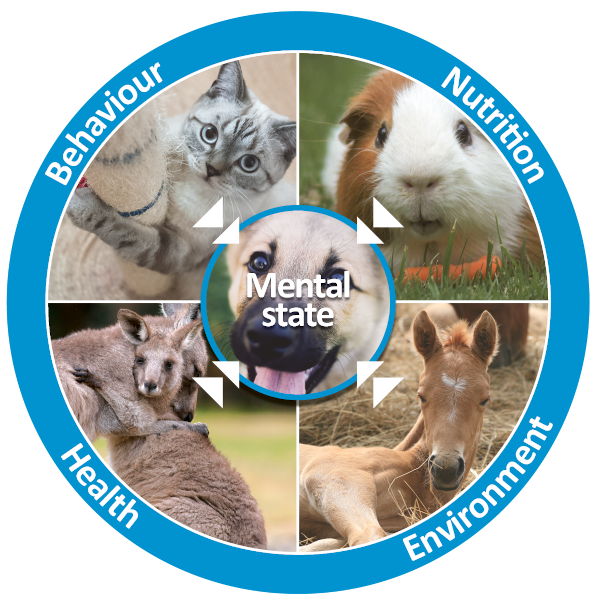 Behaviour
Nutrition
Mental
state
Health
Environment